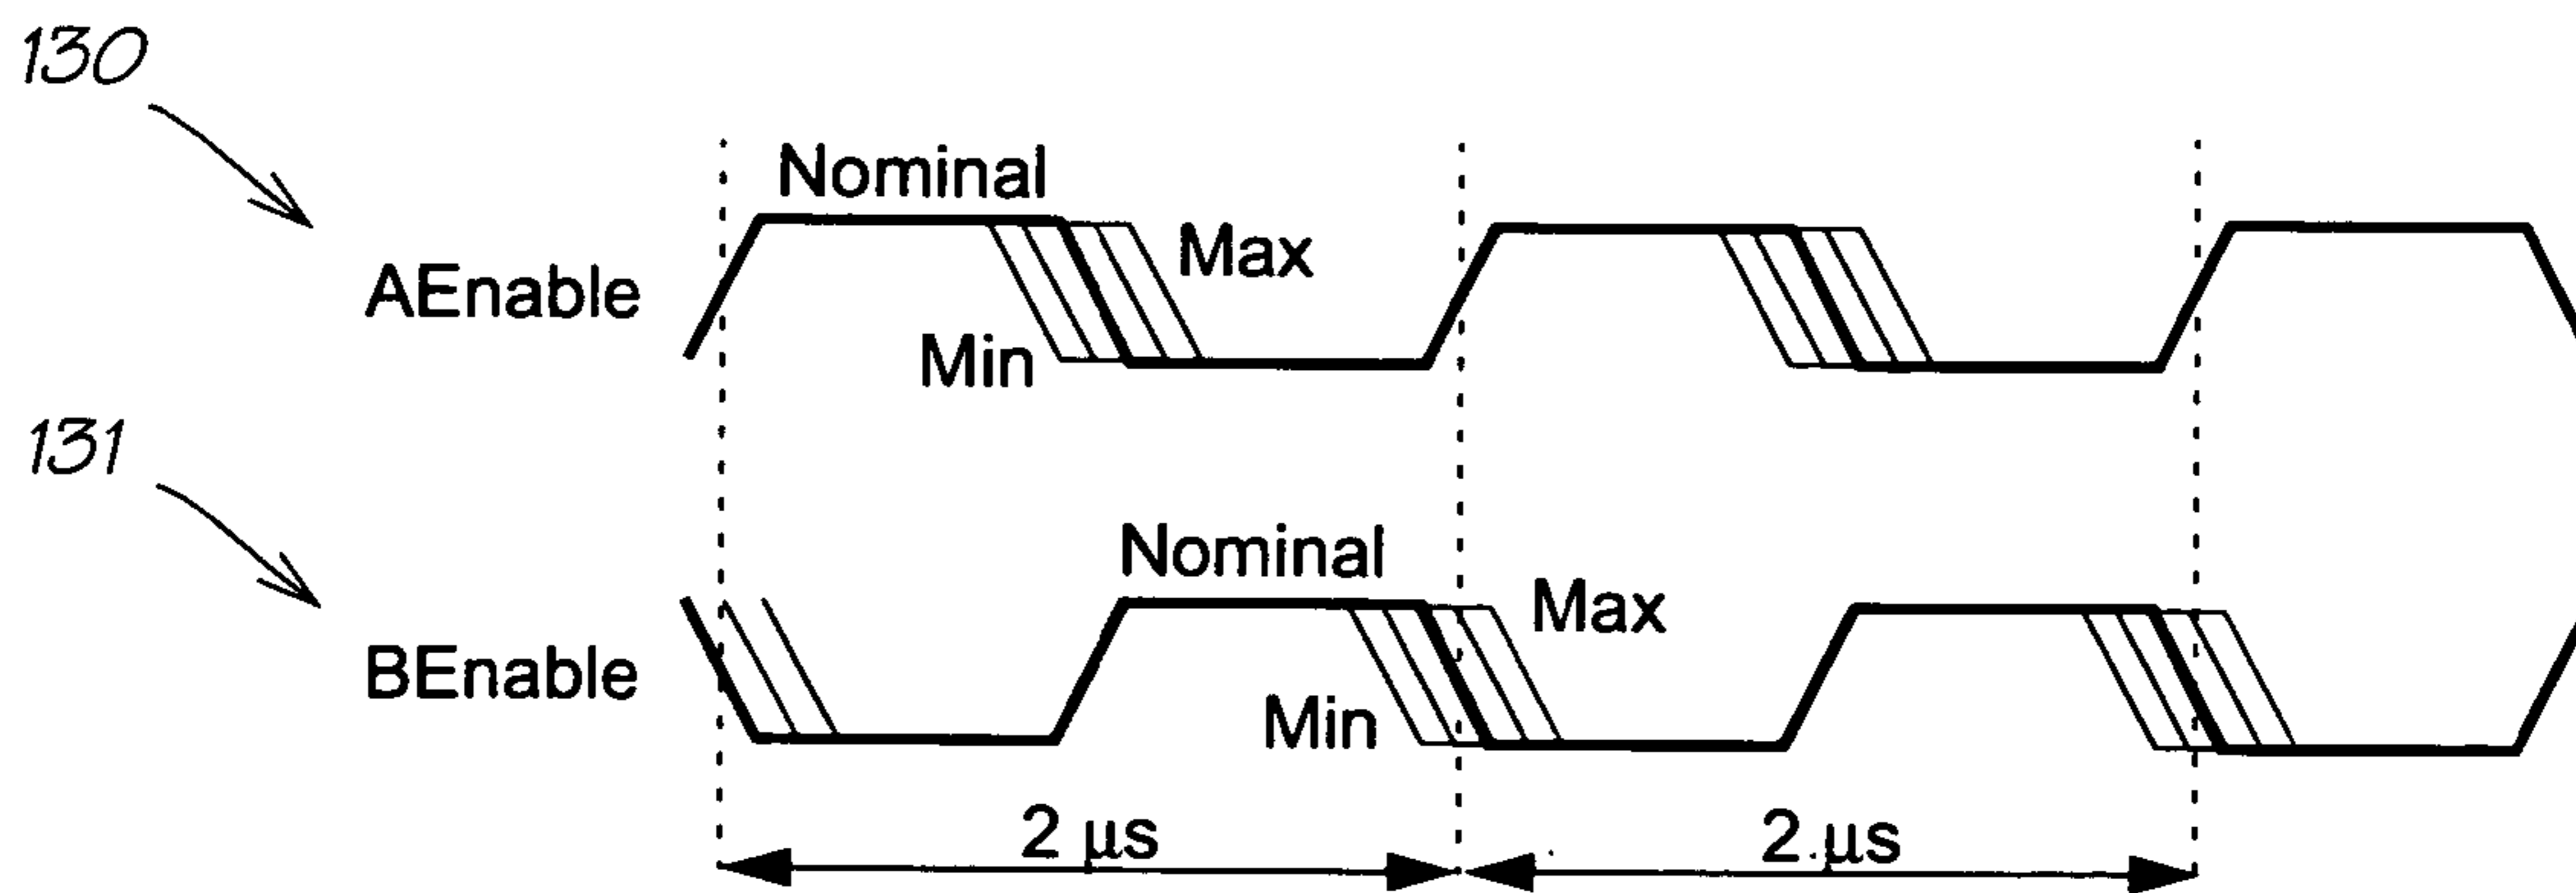 130
Nominal
Max
AEnable
Min
131
Nominal
Max
BEnable
Min
2 µs
2 µs